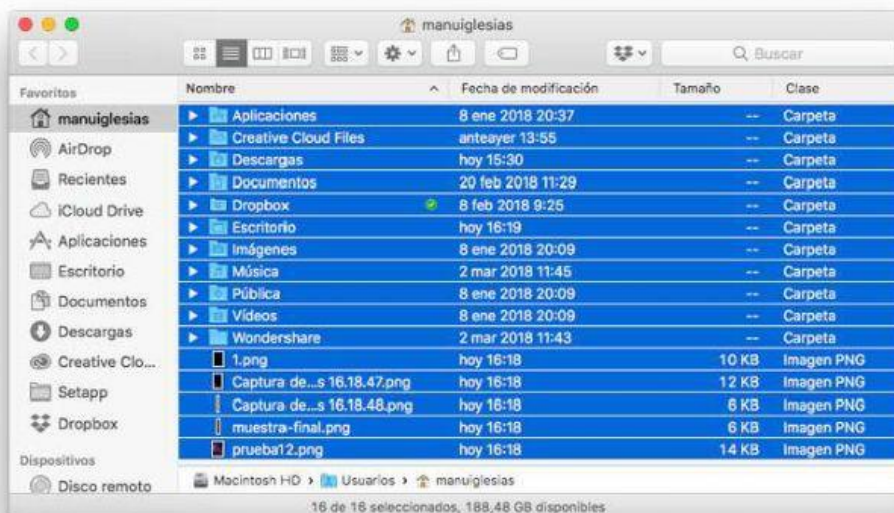 manuiglesias
Buscar
Favoritos
manuiglesias
AirDrop
Recientes
iCloud Drive
Aplicaciones
Escritorio
Documentos
Descargas
Creative Clo...
Setapp
Dropbox
Dispositivos
Disco remoto
Nombre Fecha de modificación Tamaño Clase
Aplicaciones 8 ene 2018 20:37 -- Carpeta
Creative Cloud Files anteayer 13:55 -- Carpeta
Descargas hoy 15:30 -- Carpeta
Documentos 20 feb 2018 11:29 -- Carpeta
Dropbox 8 feb 2018 9:25 -- Carpeta
Escritorio hoy 16:19 -- Carpeta
Imágenes 8 ene 2018 20:09 -- Carpeta
Música 2 mar 2018 11:45 -- Carpeta
Pública 8 ene 2018 20:09 -- Carpeta
Vídeos 8 ene 2018 20:09 -- Carpeta
Wondershare 2 mar 2018 11:43 -- Carpeta
1.png hoy 16:18 10 KB Imagen PNG
Captura de...s 16.18.47.png hoy 16:18 12 KB Imagen PNG
Captura de...s 16.18.48.png hoy 16:18 6 KB Imagen PNG
muestra-final.png hoy 16:18 6 KB Imagen PNG
prueba12.png hoy 16:18 14 KB Imagen PNG
Macintosh HD › Usuarios › manuiglesias
16 de 16 seleccionados, 188,48 GB disponibles